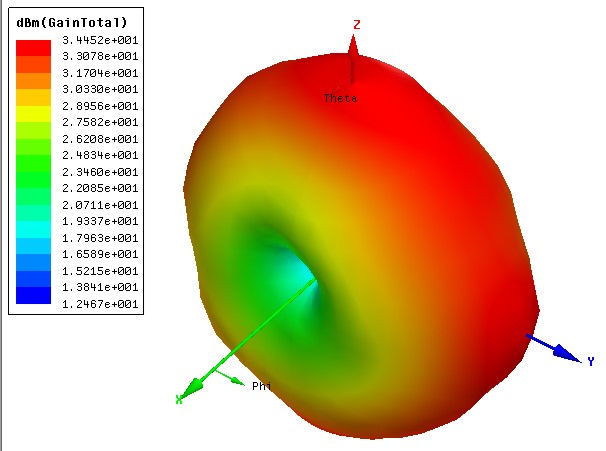 dBm(GainTotal)
3.4452e+001
3.3078e+001
3.1704e+001
3.0330e+001
2.8956e+001
2.7582e+001
2.6208e+001
2.4834e+001
2.3460e+001
2.2085e+001
2.0711e+001
1.9337e+001
1.7963e+001
1.6589e+001
1.5215e+001
1.3841e+001
1.2467e+001
Z
Theta
Y
Phi
X